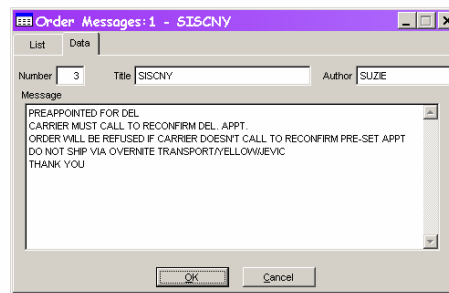 Order Messages:1 - SISCNY
List Data
Number 3 Title SISCNY Author SUZIE
Message
PREAPPOINTED FOR DEL
CARRIER MUST CALL TO RECONFIRM DEL. APPT.
ORDER WILL BE REFUSED IF CARRIER DOESN'T CALL TO RECONFIRM PRE-SET APPT
DO NOT SHIP VIA OVERNITE TRANSPORT/YELLOW/JEVIC
THANK YOU
OK Cancel